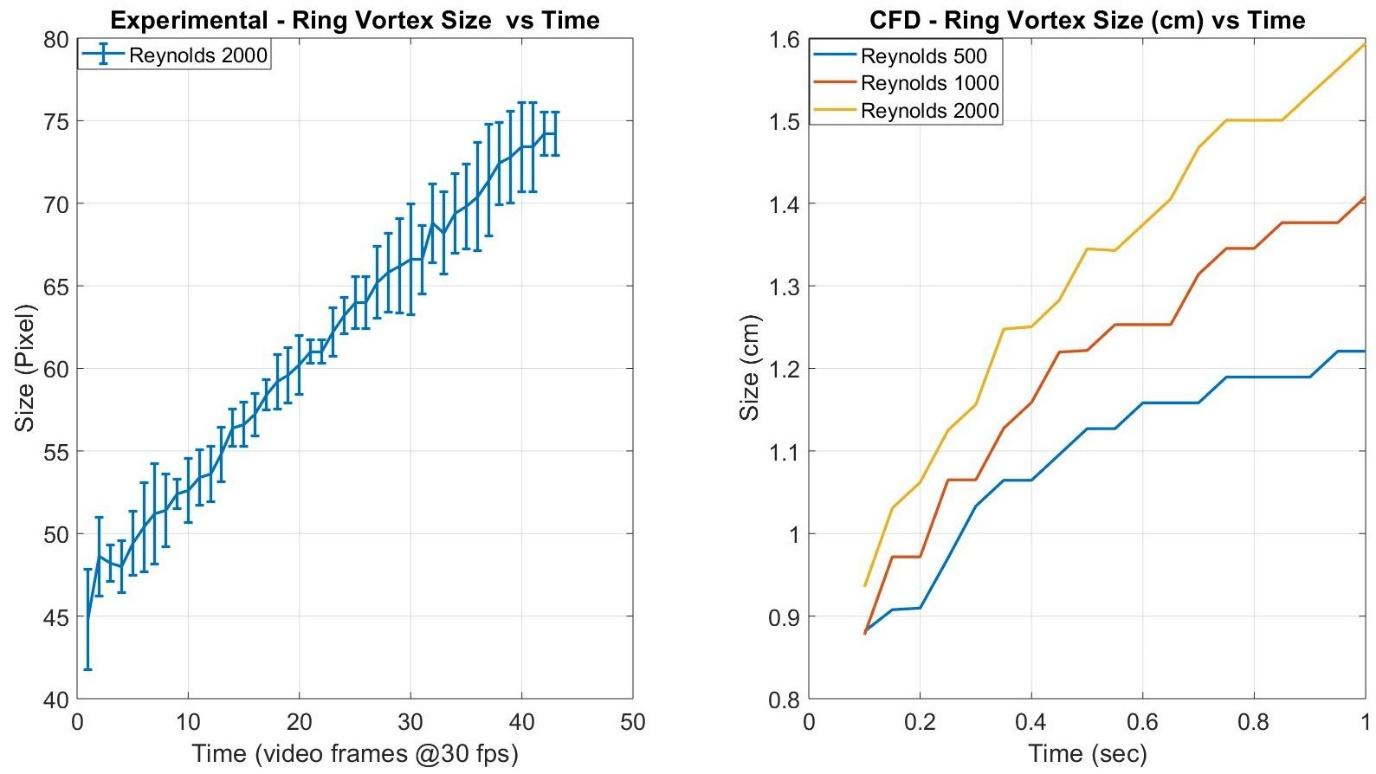 Experimental - Ring Vortex Size vs Time
Reynolds 2000
80
75
70
65
60
55
50
45
40
0 10 20 30 40 50
Size (Pixel)
Time (video frames @30 fps)
CFD - Ring Vortex Size (cm) vs Time
Reynolds 500
Reynolds 1000
Reynolds 2000
1.6
1.5
1.4
1.3
1.2
1.1
1
0.9
0.8
0 0.2 0.4 0.6 0.8 1
Size (cm)
Time (sec)